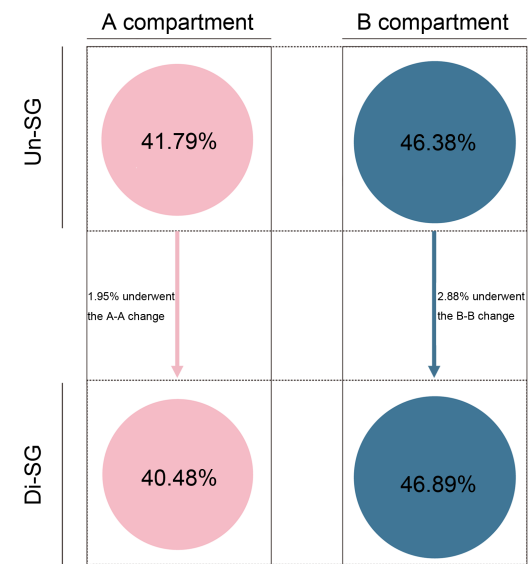 A compartment
B compartment
Un-SG
41.79%
46.38%
1.95% underwent
the A-A change
2.88% underwent
the B-B change
Di-SG
40.48%
46.89%